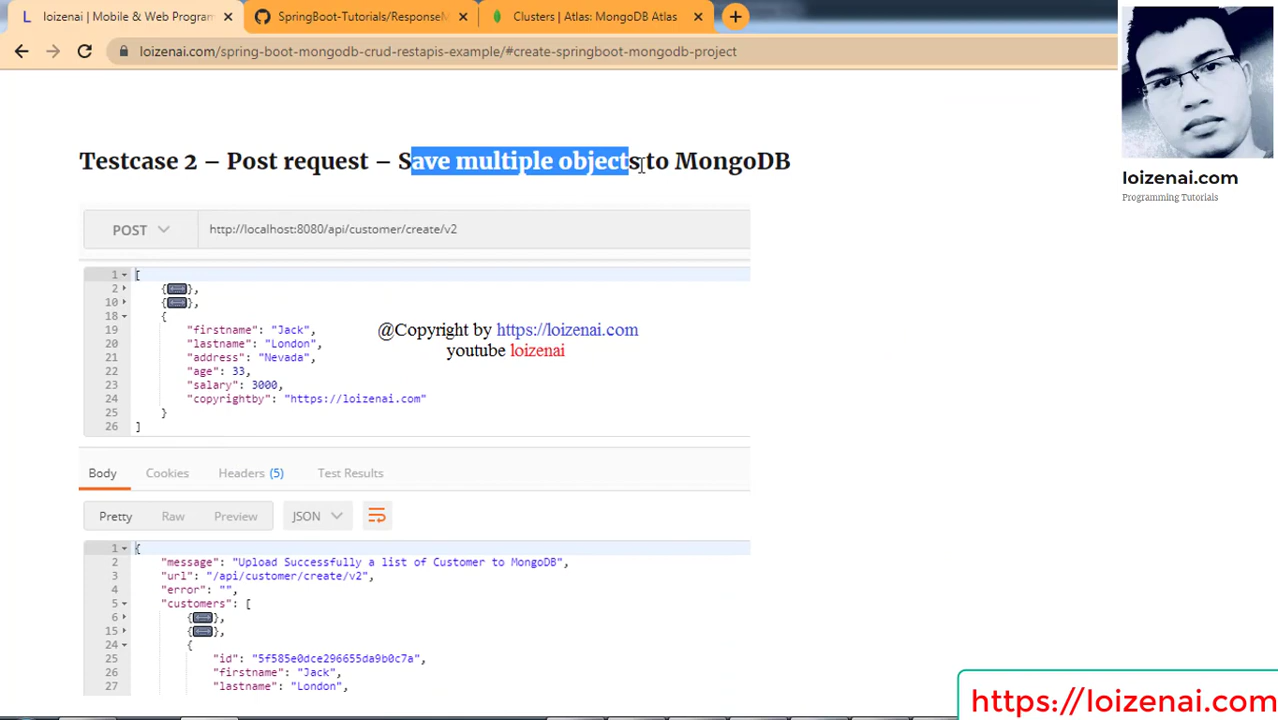 loizenai | Mobile & Web Program
SpringBoot-Tutorials/ResponseM
Clusters | Atlas: MongoDB Atlas
loizenai.com/spring-boot-mongodb-crud-restapis-example/#create-springboot-mongodb-project
loizenai.com
Programming Tutorials
Testcase 2 – Post request – Save multiple objects to MongoDB
POST http://localhost:8080/api/customer/create/v2
1 [
2 {},
10 {},
18 {
19 "firstname": "Jack",
20 "lastname": "London",
21 "address": "Nevada",
22 "age": 33,
23 "salary": 3000,
24 "copyrightby": "https://loizenai.com"
25 }
26 ]
@Copyright by https://loizenai.com
youtube loizenai
Body Cookies Headers (5) Test Results
Pretty Raw Preview JSON
1 {
2 "message": "Upload Successfully a list of Customer to MongoDB",
3 "url": "/api/customer/create/v2",
4 "error": "",
5 "customers": [
6 {},
15 {},
24 {
25 "id": "5f585e0dce296655da9b0c7a",
26 "firstname": "Jack",
27 "lastname": "London",
https://loizenai.com